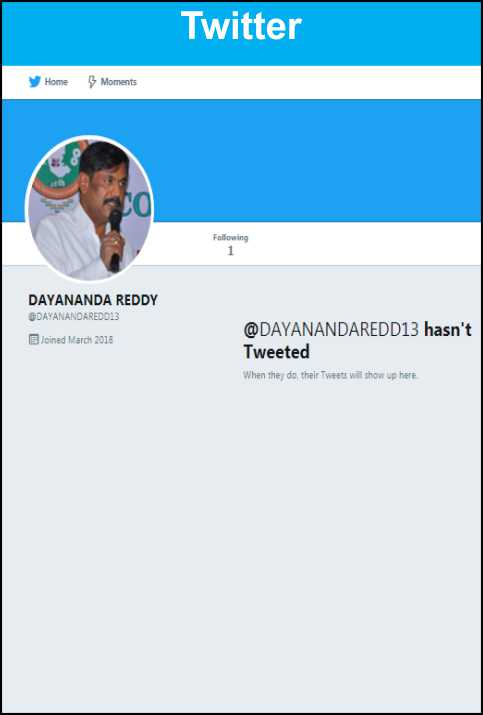 Twitter
Home Moments
CO
Following
1
DAYANANDA REDDY
@DAYANANDAREDD13
Joined March 2018
@DAYANANDAREDD13 hasn't
Tweeted
When they do, their Tweets will show up here.